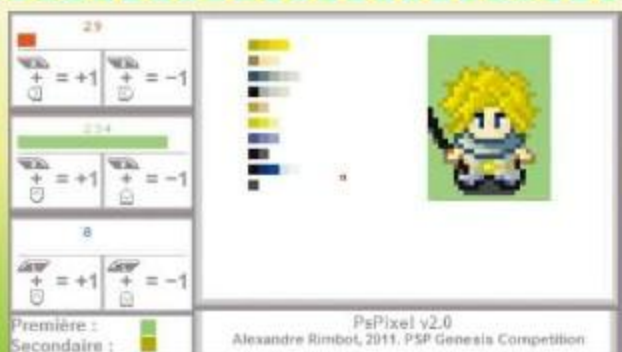 29
= +1 = -1
234
= +1 = -1
8
= +1 = -1
Première :
Secondaire :
PsPixel v2.0
Alexandre Rimbot, 2011. PSP Genesis Competition